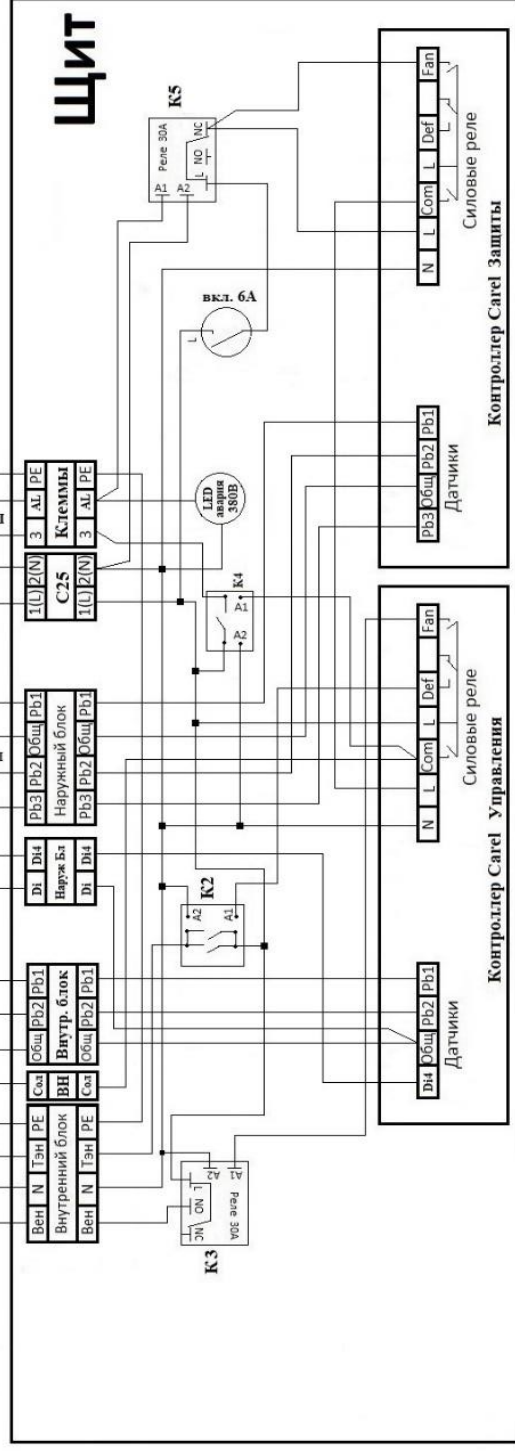 Щит
K5
Реле 30А
A1 A2
L NO NC
вкл. 6А
L
LED
авария
380В
K4
A1
A2
K2
A2
A1
K3
A2 A1
L NO NC
Реле 30А
3 AL PE
Клеммы
3 AL PE
1(L) 2(N)
С25
1(L) 2(N)
Pb3 Pb2 Общ Pb1
Наружный блок
Pb3 Pb2 Общ Pb1
Di Di4
Наруж Бл
Di Di4
Общ Pb2 Pb1
Внутр. блок
Общ Pb2 Pb1
Сол
ВН
Сол
Вен N Тэн PE
Внутренний блок
Вен N Тэн PE
N L Com L Def Fan
Силовые реле
Pb3 Общ Pb2 Pb1
Датчики
Контроллер Carel Защиты
N L Com L Def Fan
Силовые реле
Di4 Общ Pb2 Pb1
Датчики
Контроллер Carel Управления